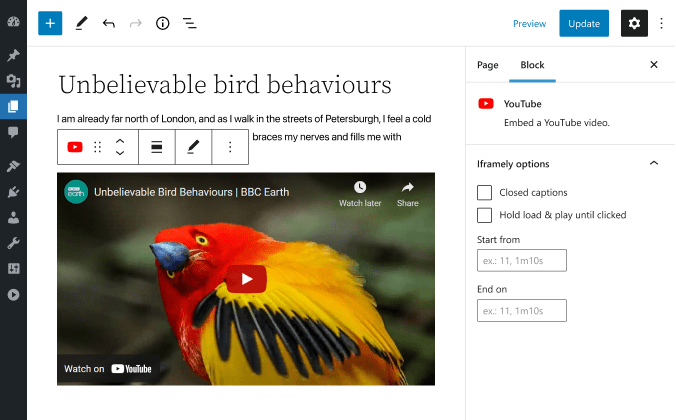 Preview
Update
Unbelievable bird behaviours
I am already far north of London, and as I walk in the streets of Petersburgh, I feel a cold
braces my nerves and fills me with
BBC
earth
Unbelievable Bird Behaviours | BBC Earth
Watch later
Share
Watch on YouTube
Page
Block
YouTube
Embed a YouTube video.
Iframely options
Closed captions
Hold load & play until clicked
Start from
ex.: 11, 1m10s
End on
ex.: 11, 1m10s